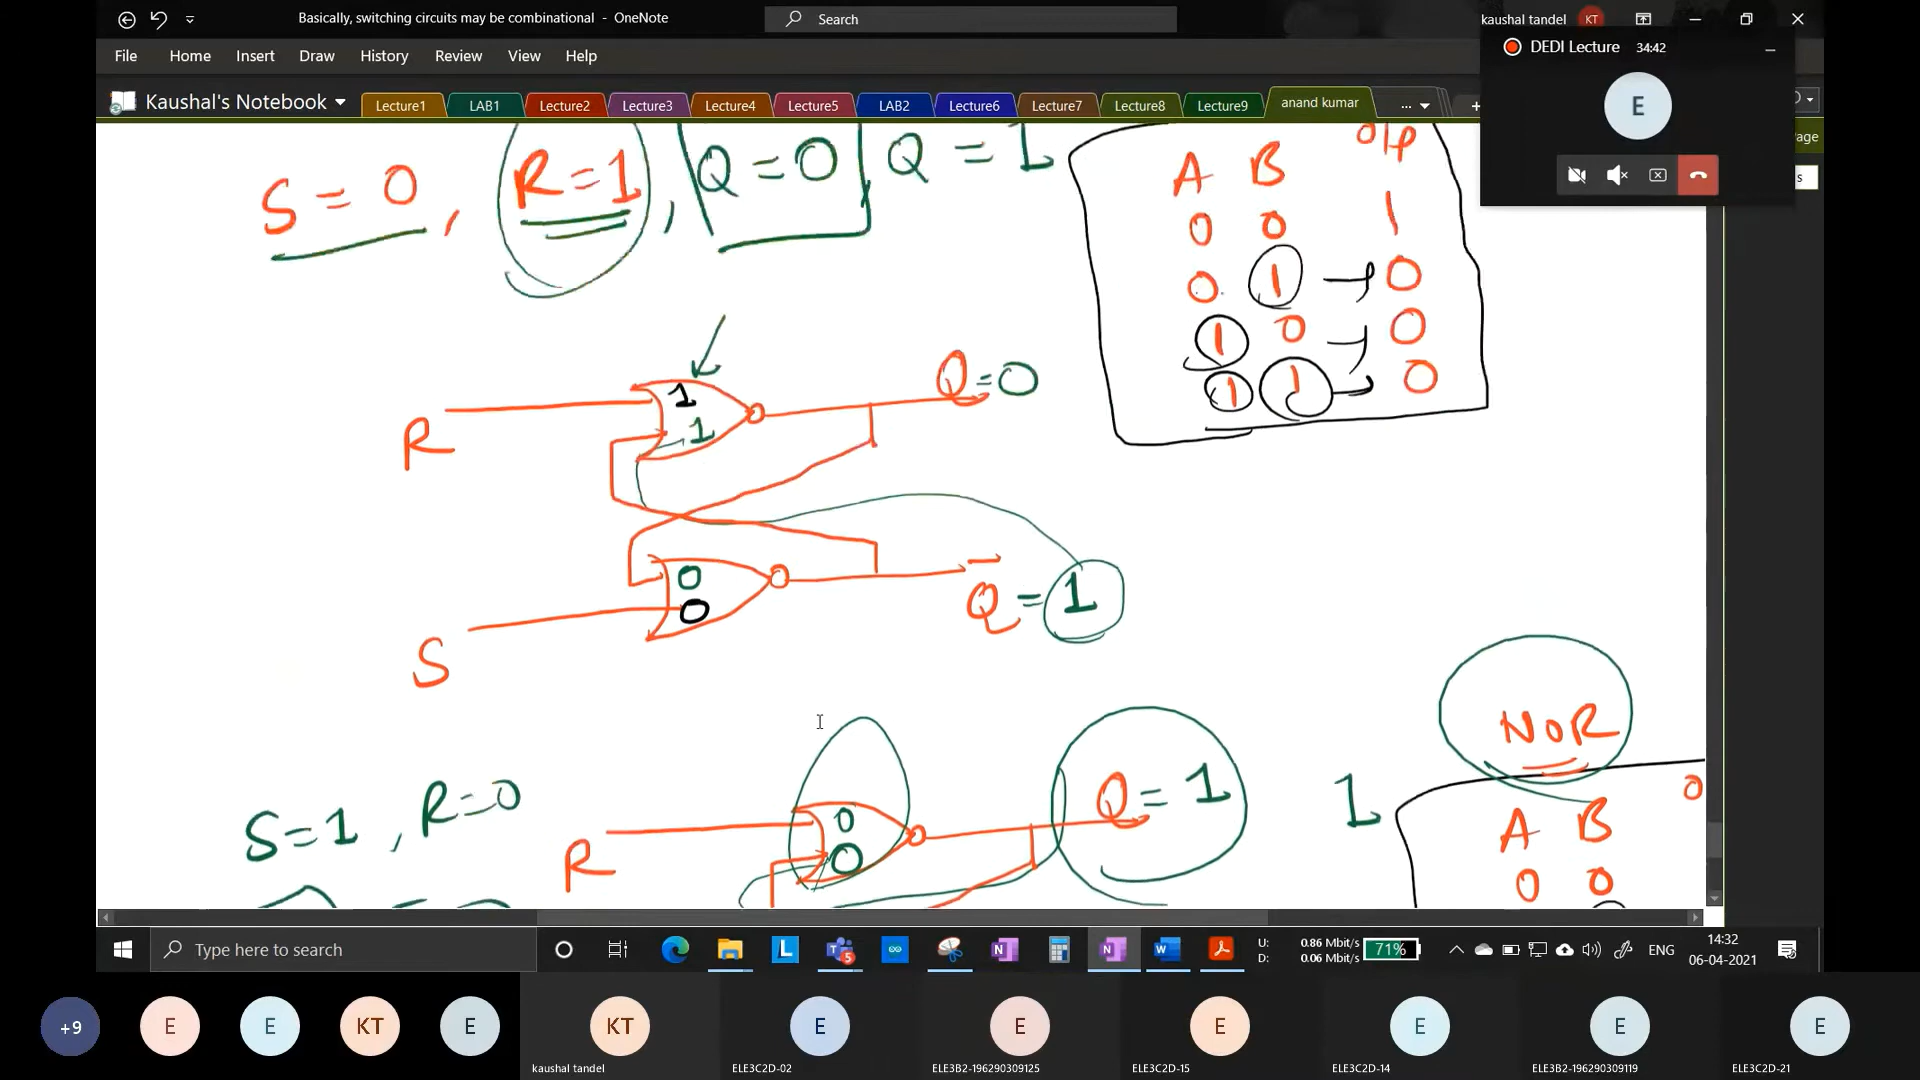 Basically, switching circuits may be combinational - OneNote
Search
kaushal tandel KT
File Home Insert Draw History Review View Help
DEDI Lecture 34:42
E
Kaushal's Notebook
Lecture1 LAB1 Lecture2 Lecture3 Lecture4 Lecture5 LAB2 Lecture6 Lecture7 Lecture8 Lecture9 anand kumar ... +
age
s
S = 0, R=1, Q=0 Q = 1
A B o/p
0 0 1
0 1 → 0
1 0 → 0
1 1 → 0
R 1 1 Q=0
S 0 0 Q̅ = 1
NOR
S=1, R=0
R 0 0 Q = 1 1
A B 0
0 0
Type here to search
U: 0.86 Mbit/s
D: 0.06 Mbit/s
71%
ENG
14:32
06-04-2021
+9 E E KT E KT E E E E E E
kaushal tandel ELE3C2D-02 ELE3B2-196290309125 ELE3C2D-15 ELE3C2D-14 ELE3B2-196290309119 ELE3C2D-21